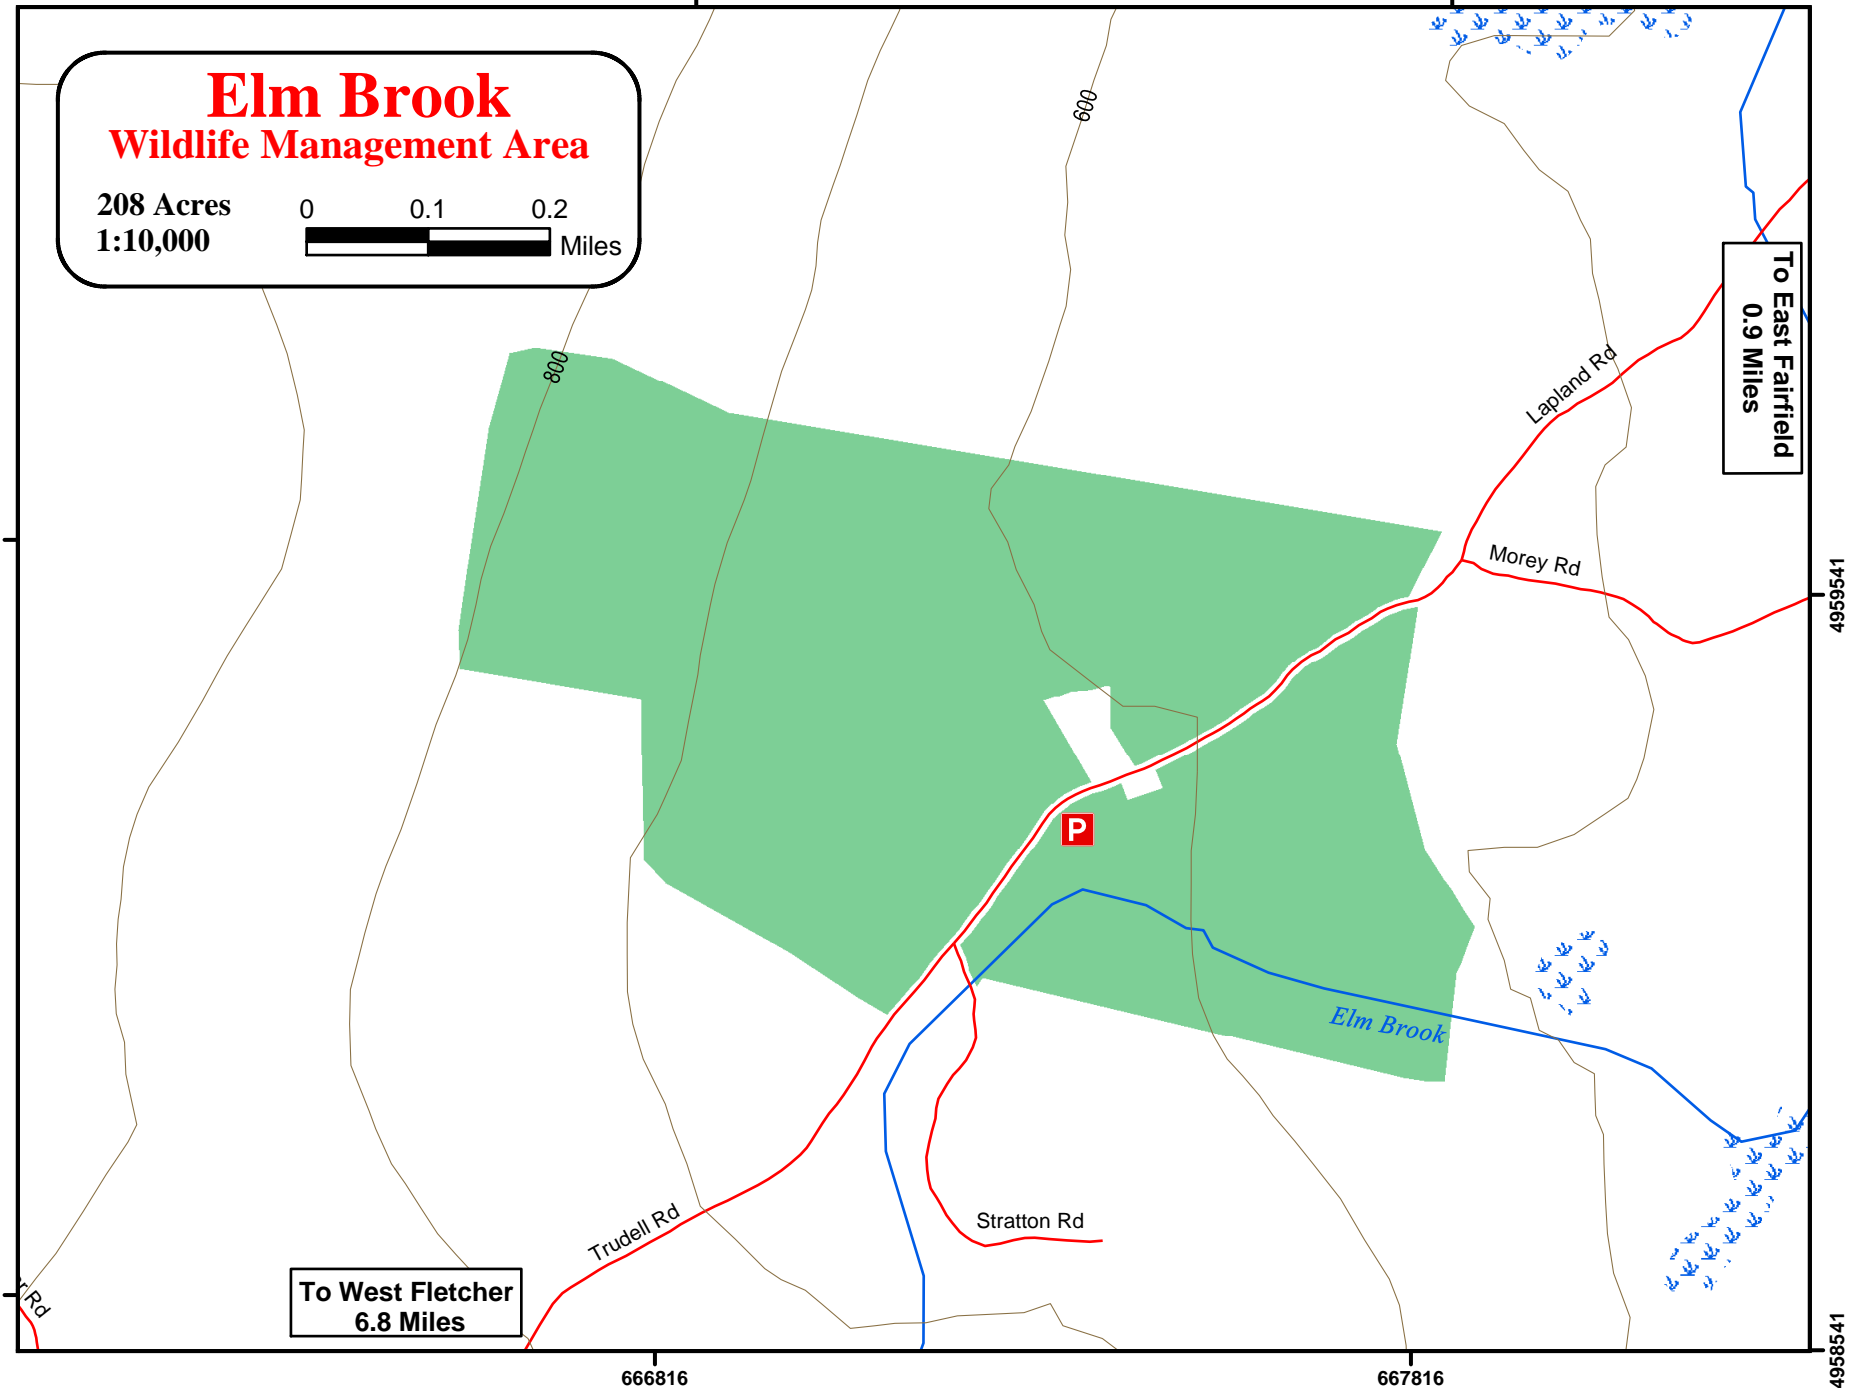 Elm Brook
Wildlife Management Area
208 Acres
1:10,000
0 0.1 0.2
Miles
600
800
To East Fairfield
0.9 Miles
Lapland Rd
Morey Rd
4959541
P
Elm Brook
Stratton Rd
Trudell Rd
To West Fletcher
6.8 Miles
Rd
4958541
666816
667816